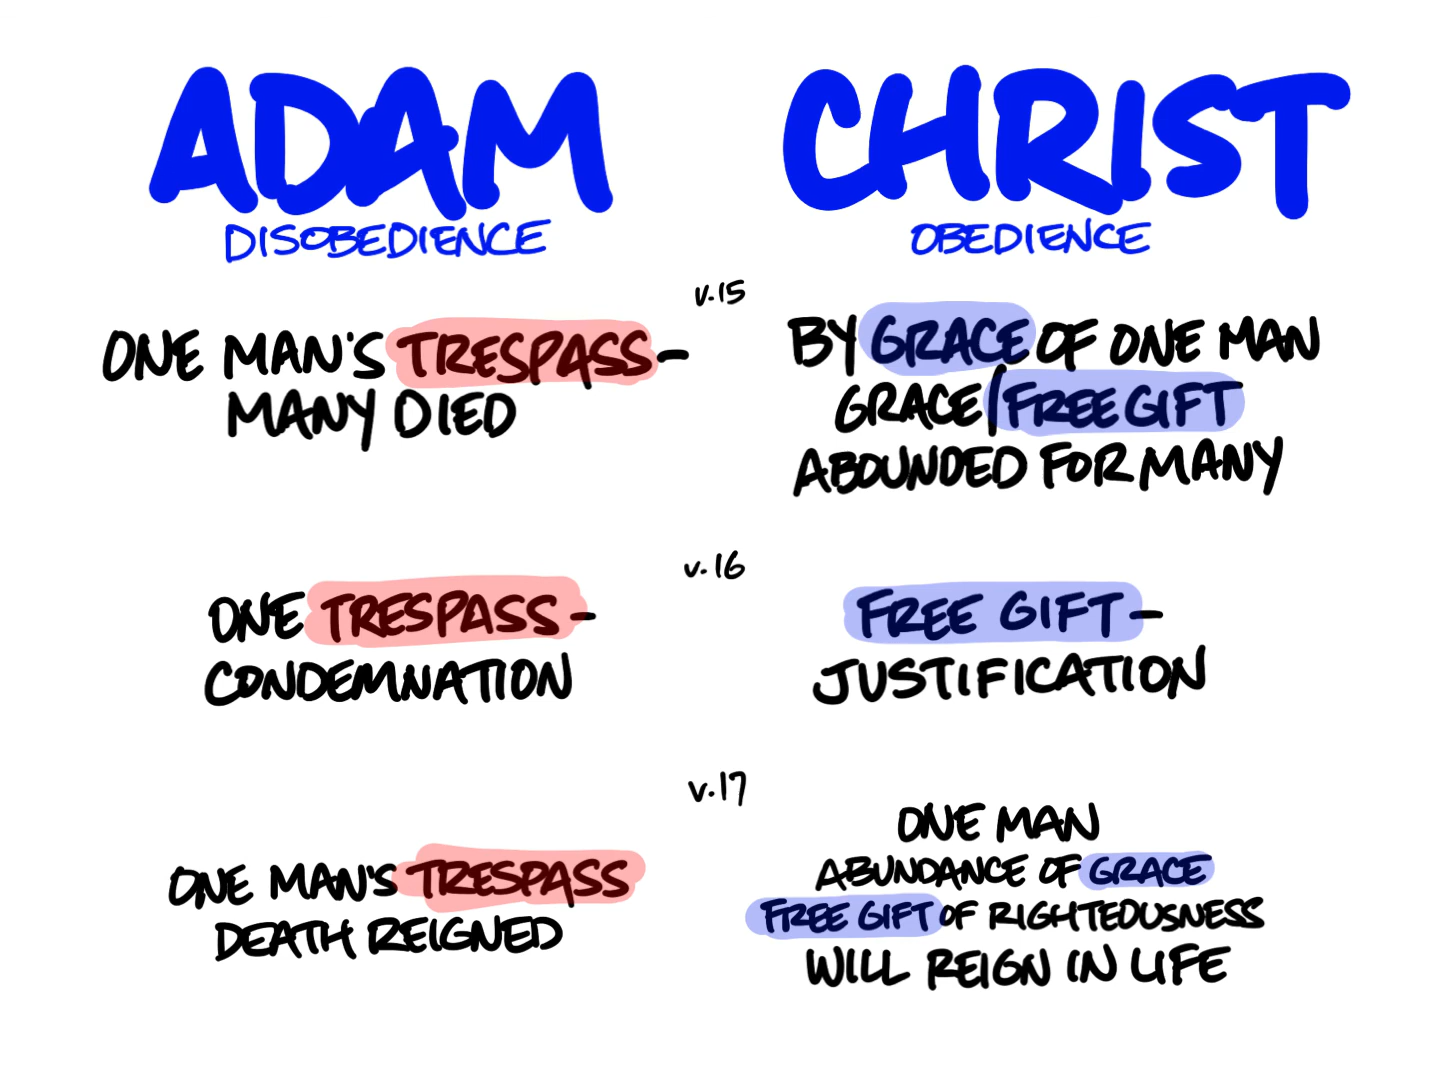 ADAM
DISOBEDIENCE
CHRIST
OBEDIENCE
v.15
ONE MAN'S TRESPASS-
MANY DIED
BY GRACE OF ONE MAN
GRACE/FREE GIFT
ABOUNDED FOR MANY
v.16
ONE TRESPASS-
CONDEMNATION
FREE GIFT-
JUSTIFICATION
v.17
ONE MAN'S TRESPASS
DEATH REIGNED
ONE MAN
ABUNDANCE OF GRACE
FREE GIFT OF RIGHTEOUSNESS
WILL REIGN IN LIFE